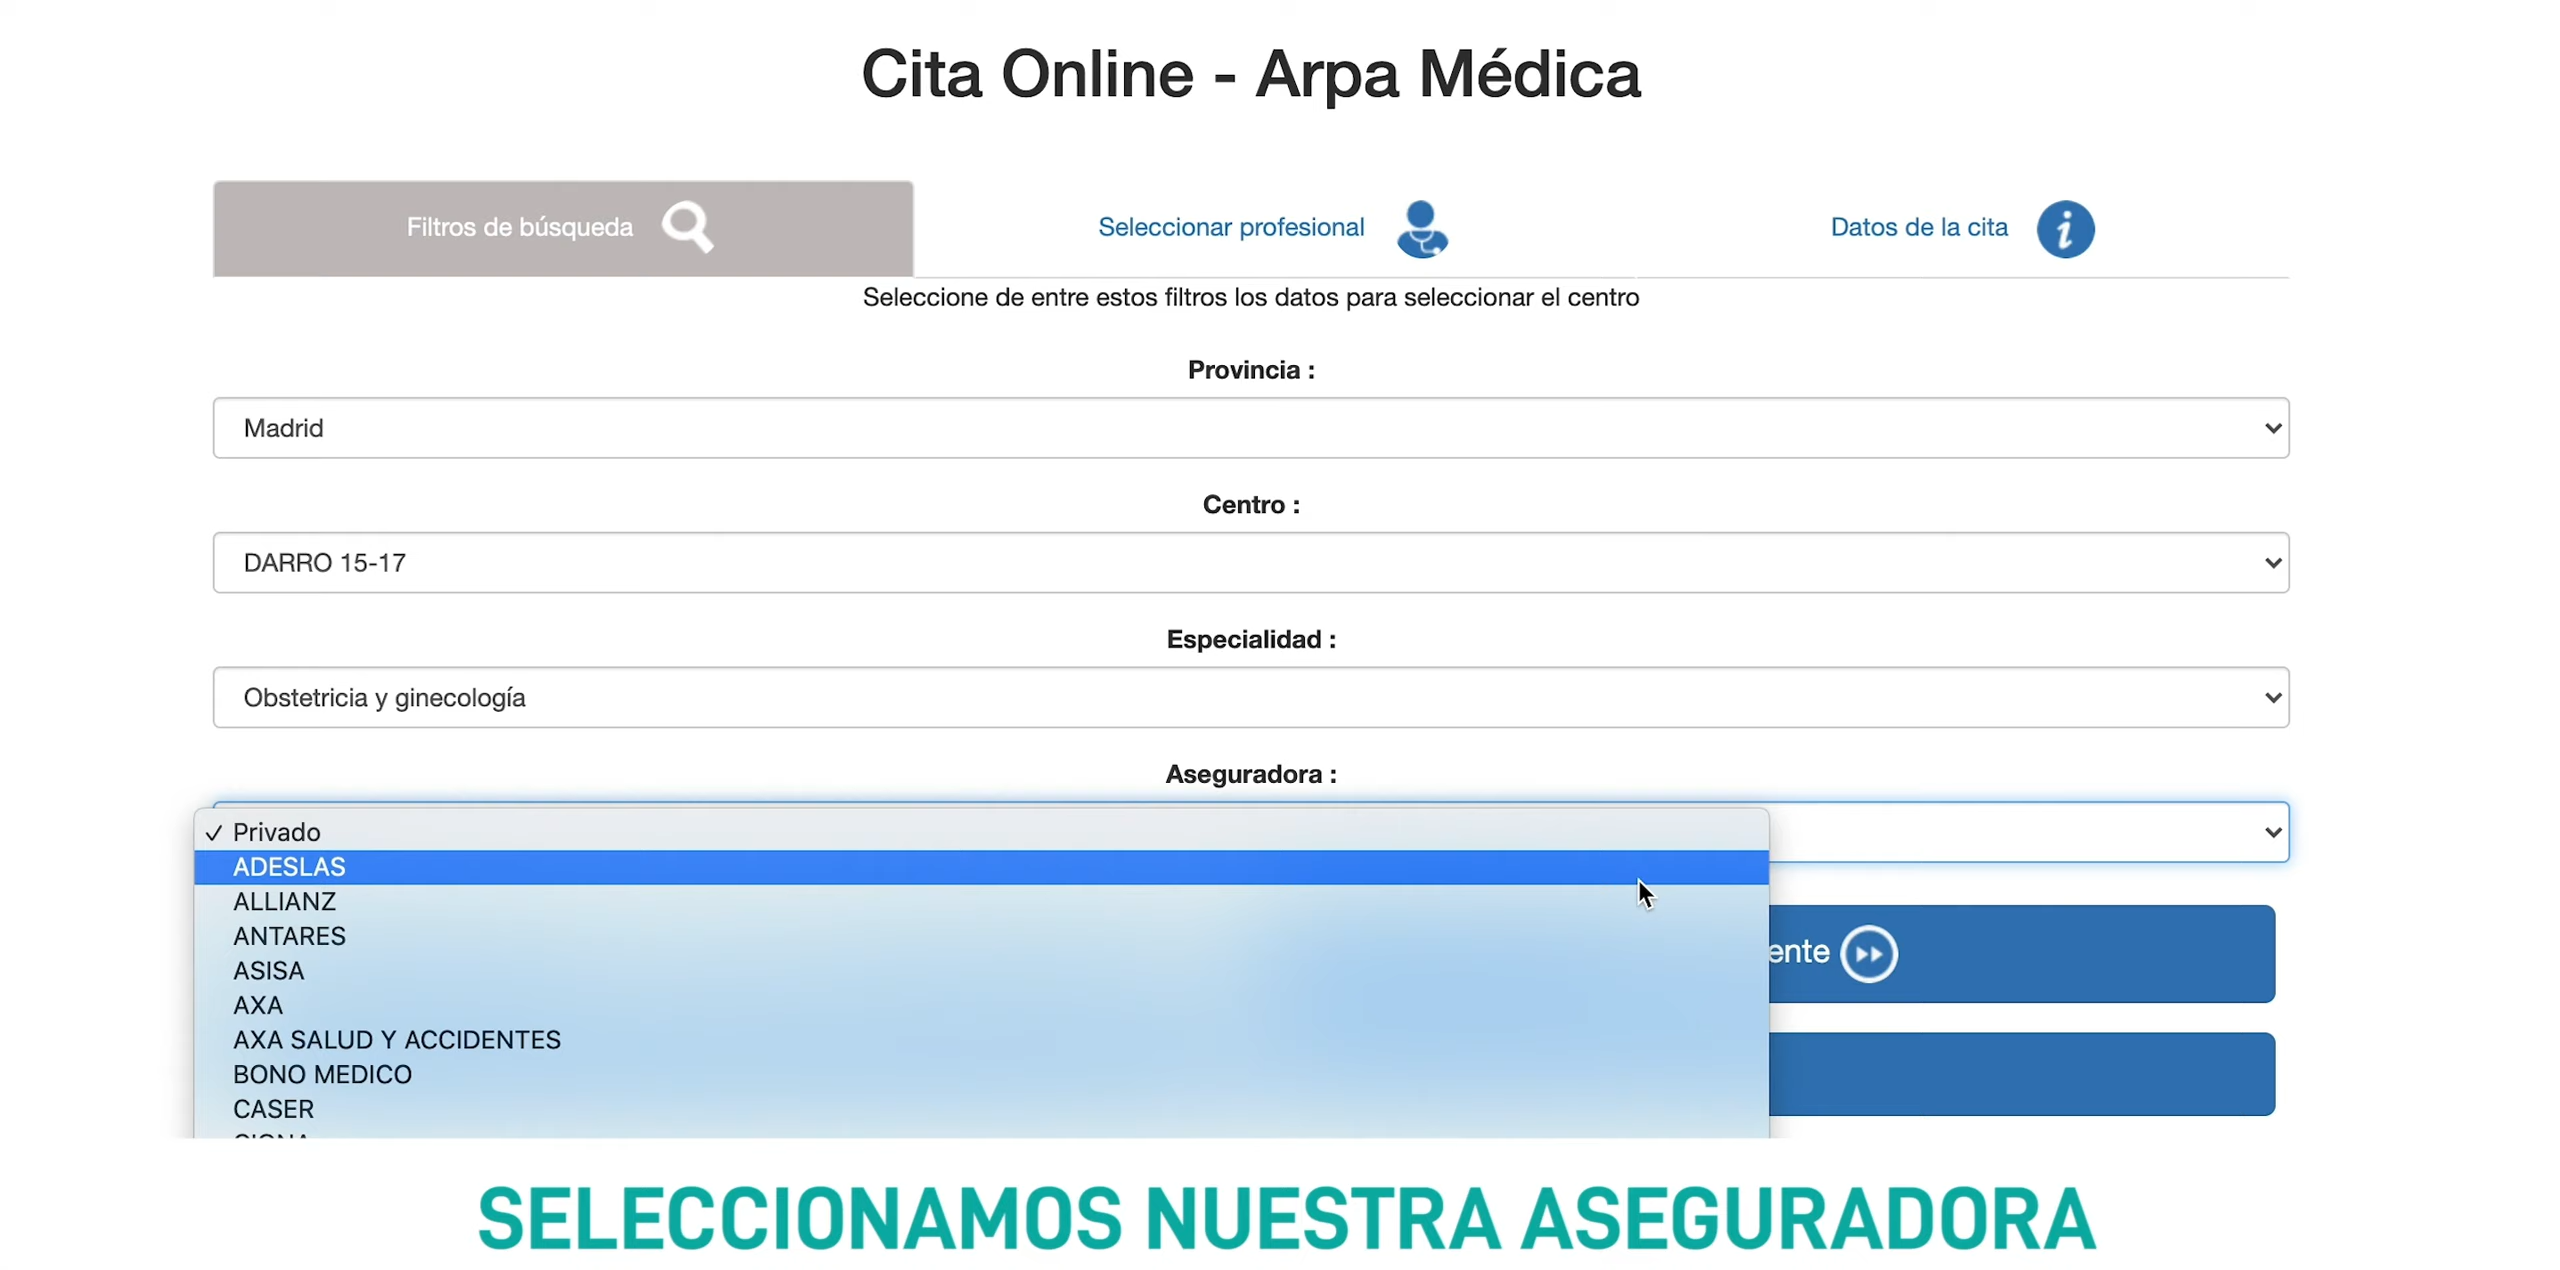 Cita Online - Arpa Médica
Filtros de búsqueda
Seleccionar profesional
Datos de la cita
Seleccione de entre estos filtros los datos para seleccionar el centro
Provincia :
Madrid
Centro :
DARRO 15-17
Especialidad :
Obstetricia y ginecología
Aseguradora :
✓ Privado
ADESLAS
ALLIANZ
ANTARES
ASISA
AXA
AXA SALUD Y ACCIDENTES
BONO MEDICO
CASER
ente
SELECCIONAMOS NUESTRA ASEGURADORA